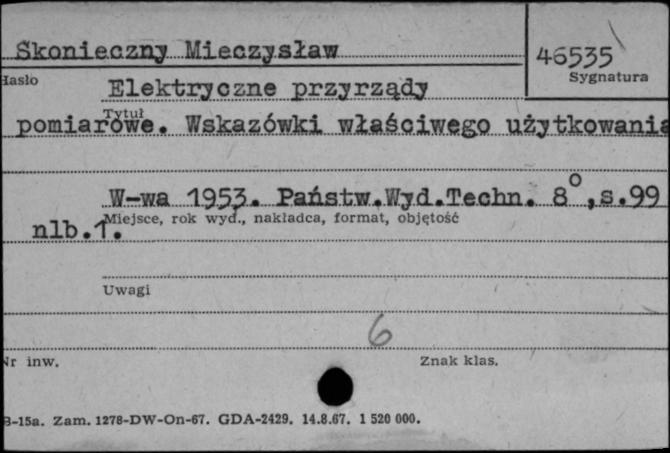 Skonieczny Mieczysław
46535
Hasło
Sygnatura
Elektryczne przyrządy
Tytuł
pomiarowe. Wskazówki właściwego użytkowania
W-wa 1953. Państw.Wyd.Techn. 8°,s.99
Miejsce, rok wyd., nakładca, format, objętość
nlb.1.
Uwagi
6
Nr inw.
Znak klas.
B-15a. Zam. 1278-DW-On-67. GDA-2429. 14.8.67. 1 520 000.